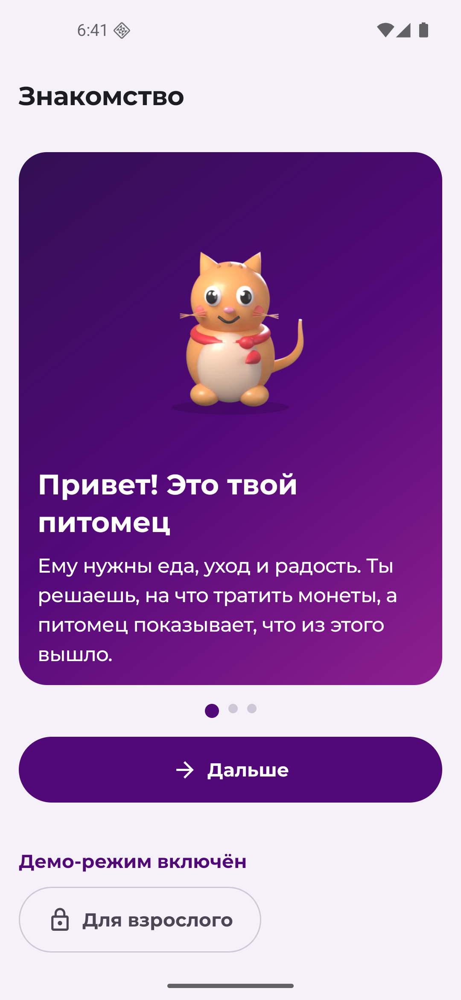 6:41
Знакомство
Привет! Это твой
питомец
Ему нужны еда, уход и радость. Ты
решаешь, на что тратить монеты, а
питомец показывает, что из этого
вышло.
Дальше
Демо-режим включён
Для взрослого